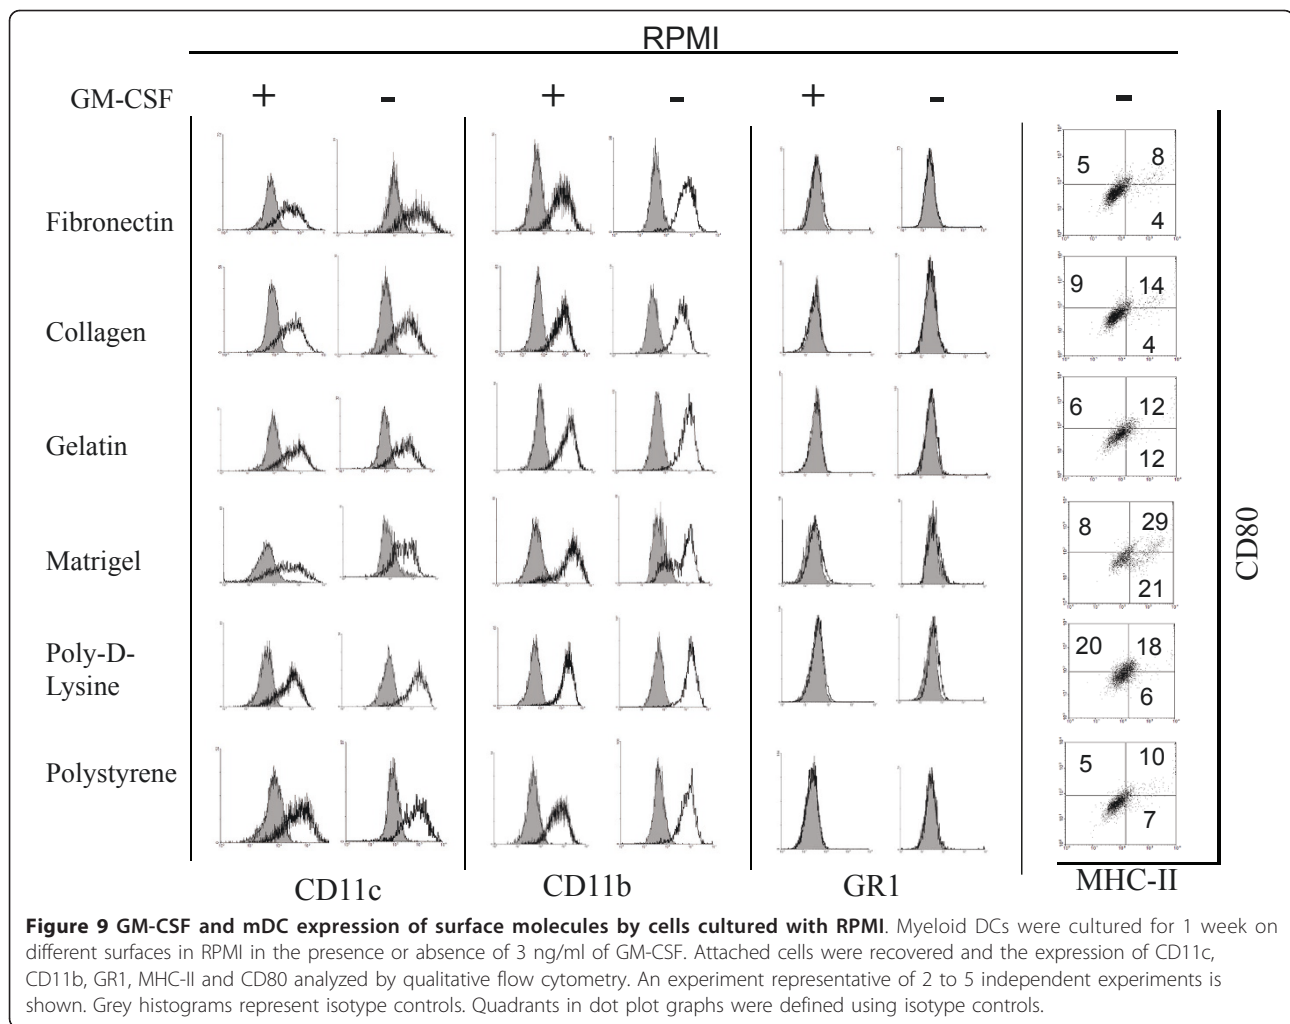 RPMI
GM-CSF + - + - + - -
Fibronectin
5 8
4
Collagen
9 14
4
Gelatin
6 12
12
Matrigel
8 29
21
Poly-D-
Lysine
20 18
6
Polystyrene
5 10
7
CD80
CD11c CD11b GR1 MHC-II
Figure 9 GM-CSF and mDC expression of surface molecules by cells cultured with RPMI. Myeloid DCs were cultured for 1 week on
different surfaces in RPMI in the presence or absence of 3 ng/ml of GM-CSF. Attached cells were recovered and the expression of CD11c,
CD11b, GR1, MHC-II and CD80 analyzed by qualitative flow cytometry. An experiment representative of 2 to 5 independent experiments is
shown. Grey histograms represent isotype controls. Quadrants in dot plot graphs were defined using isotype controls.